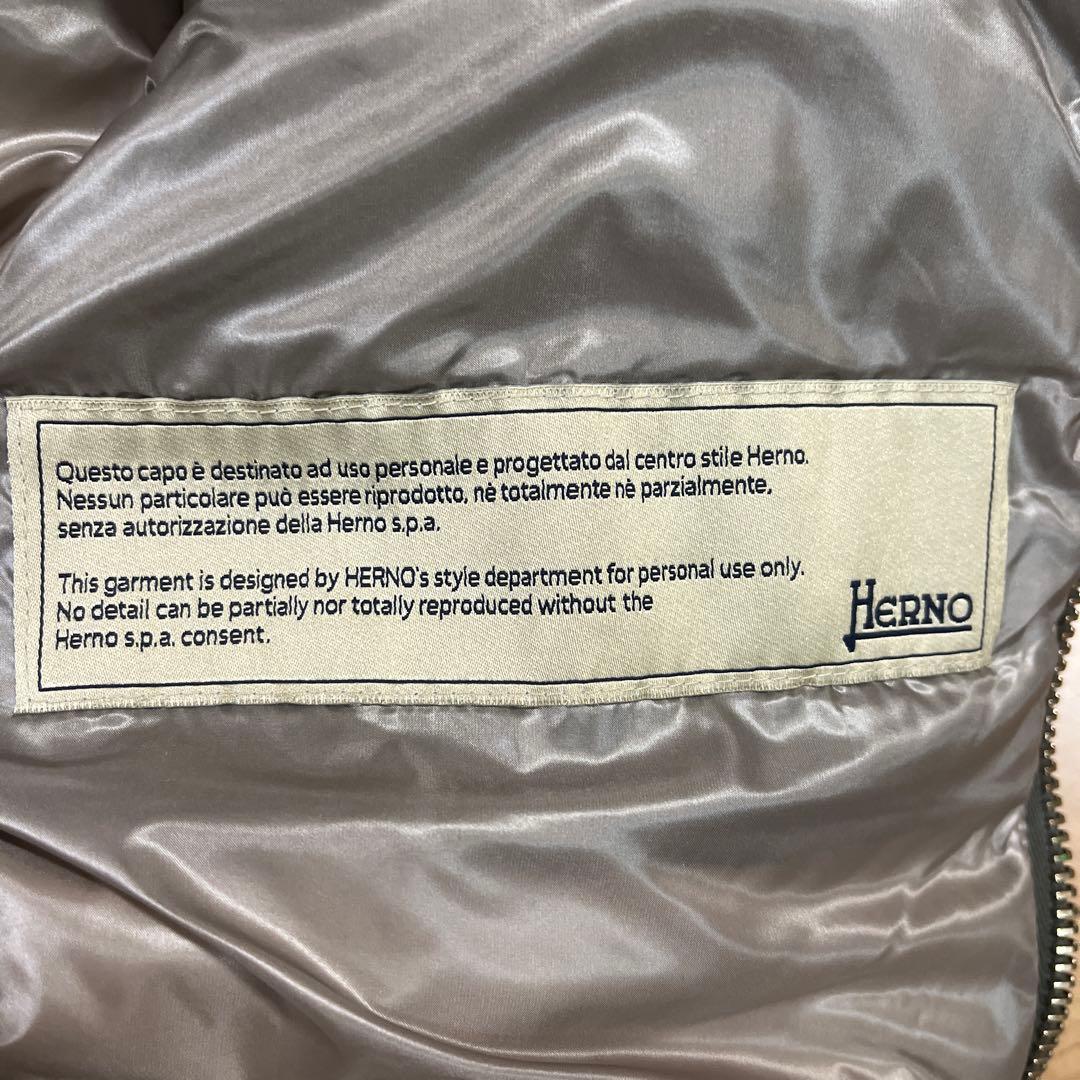 Questo capo è destinato ad uso personale e progettato dal centro stile Herno.
Nessun particolare può essere riprodotto, nè totalmente nè parzialmente,
senza autorizzazione della Herno s.p.a.
This garment is designed by HERNO's style department for personal use only.
No detail can be partially nor totally reproduced without the
Herno s.p.a. consent.
HERNO